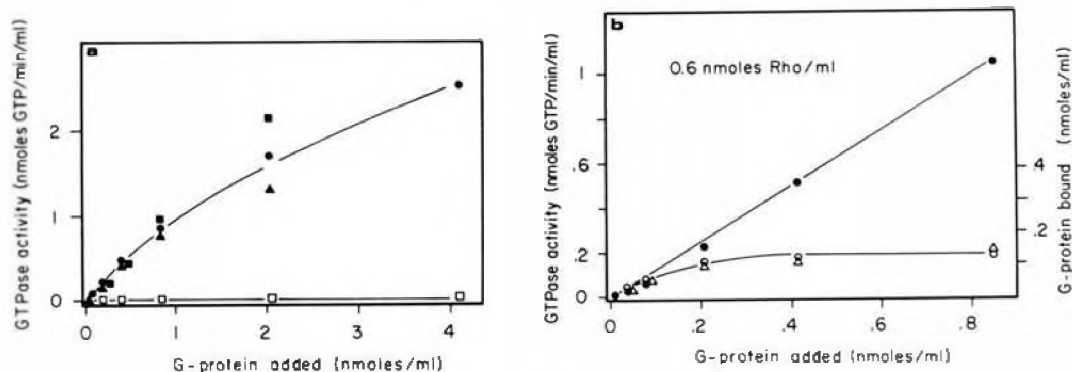 a
GTPase activity (nmoles GTP/min/ml)
2
1
0
0 1 2 3 4
G-protein added (nmoles/ml)
b
0.6 nmoles Rho/ml
GTPase activity (nmoles GTP/min/ml)
1
.6
.2
0
4
.2
G-protein bound (nmoles/ml)
0 .2 .4 .6 .8
G-protein added (nmoles/ml)